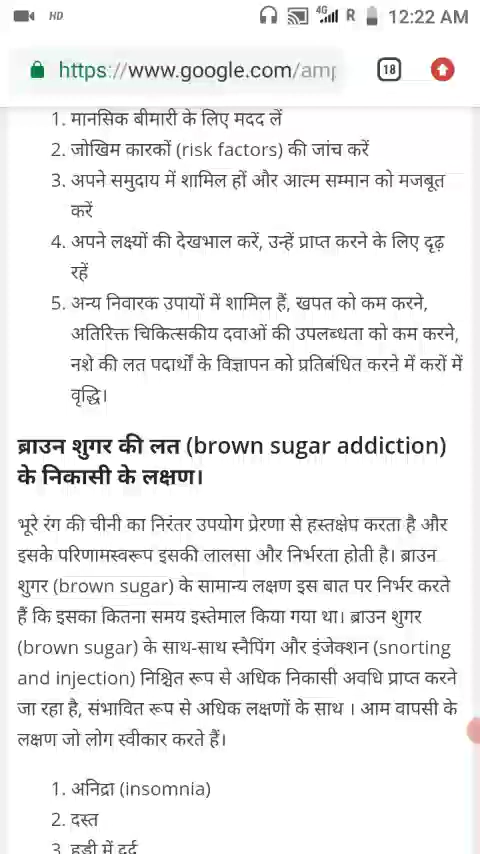 HD 4G R 12:22 AM
https://www.google.com/amp 18
1. मानसिक बीमारी के लिए मदद लें
2. जोखिम कारकों (risk factors) की जांच करें
3. अपने समुदाय में शामिल हों और आत्म सम्मान को मजबूत
करें
4. अपने लक्ष्यों की देखभाल करें, उन्हें प्राप्त करने के लिए दृढ़
रहें
5. अन्य निवारक उपायों में शामिल हैं, खपत को कम करने,
अतिरिक्त चिकित्सकीय दवाओं की उपलब्धता को कम करने,
नशे की लत पदार्थों के विज्ञापन को प्रतिबंधित करने में करों में
वृद्धि।
ब्राउन शुगर की लत (brown sugar addiction)
के निकासी के लक्षण।
भूरे रंग की चीनी का निरंतर उपयोग प्रेरणा से हस्तक्षेप करता है और
इसके परिणामस्वरूप इसकी लालसा और निर्भरता होती है। ब्राउन
शुगर (brown sugar) के सामान्य लक्षण इस बात पर निर्भर करते
हैं कि इसका कितना समय इस्तेमाल किया गया था। ब्राउन शुगर
(brown sugar) के साथ-साथ स्नैपिंग और इंजेक्शन (snorting
and injection) निश्चित रूप से अधिक निकासी अवधि प्राप्त करने
जा रहा है, संभावित रूप से अधिक लक्षणों के साथ । आम वापसी के
लक्षण जो लोग स्वीकार करते हैं।
1. अनिद्रा (insomnia)
2. दस्त
3. हड्डी में दर्द